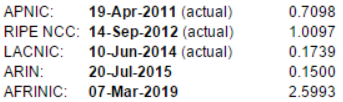 APNIC: 19-Apr-2011 (actual) 0.7098
RIPE NCC: 14-Sep-2012 (actual) 1.0097
LACNIC: 10-Jun-2014 (actual) 0.1739
ARIN: 20-Jul-2015 0.1500
AFRINIC: 07-Mar-2019 2.5993